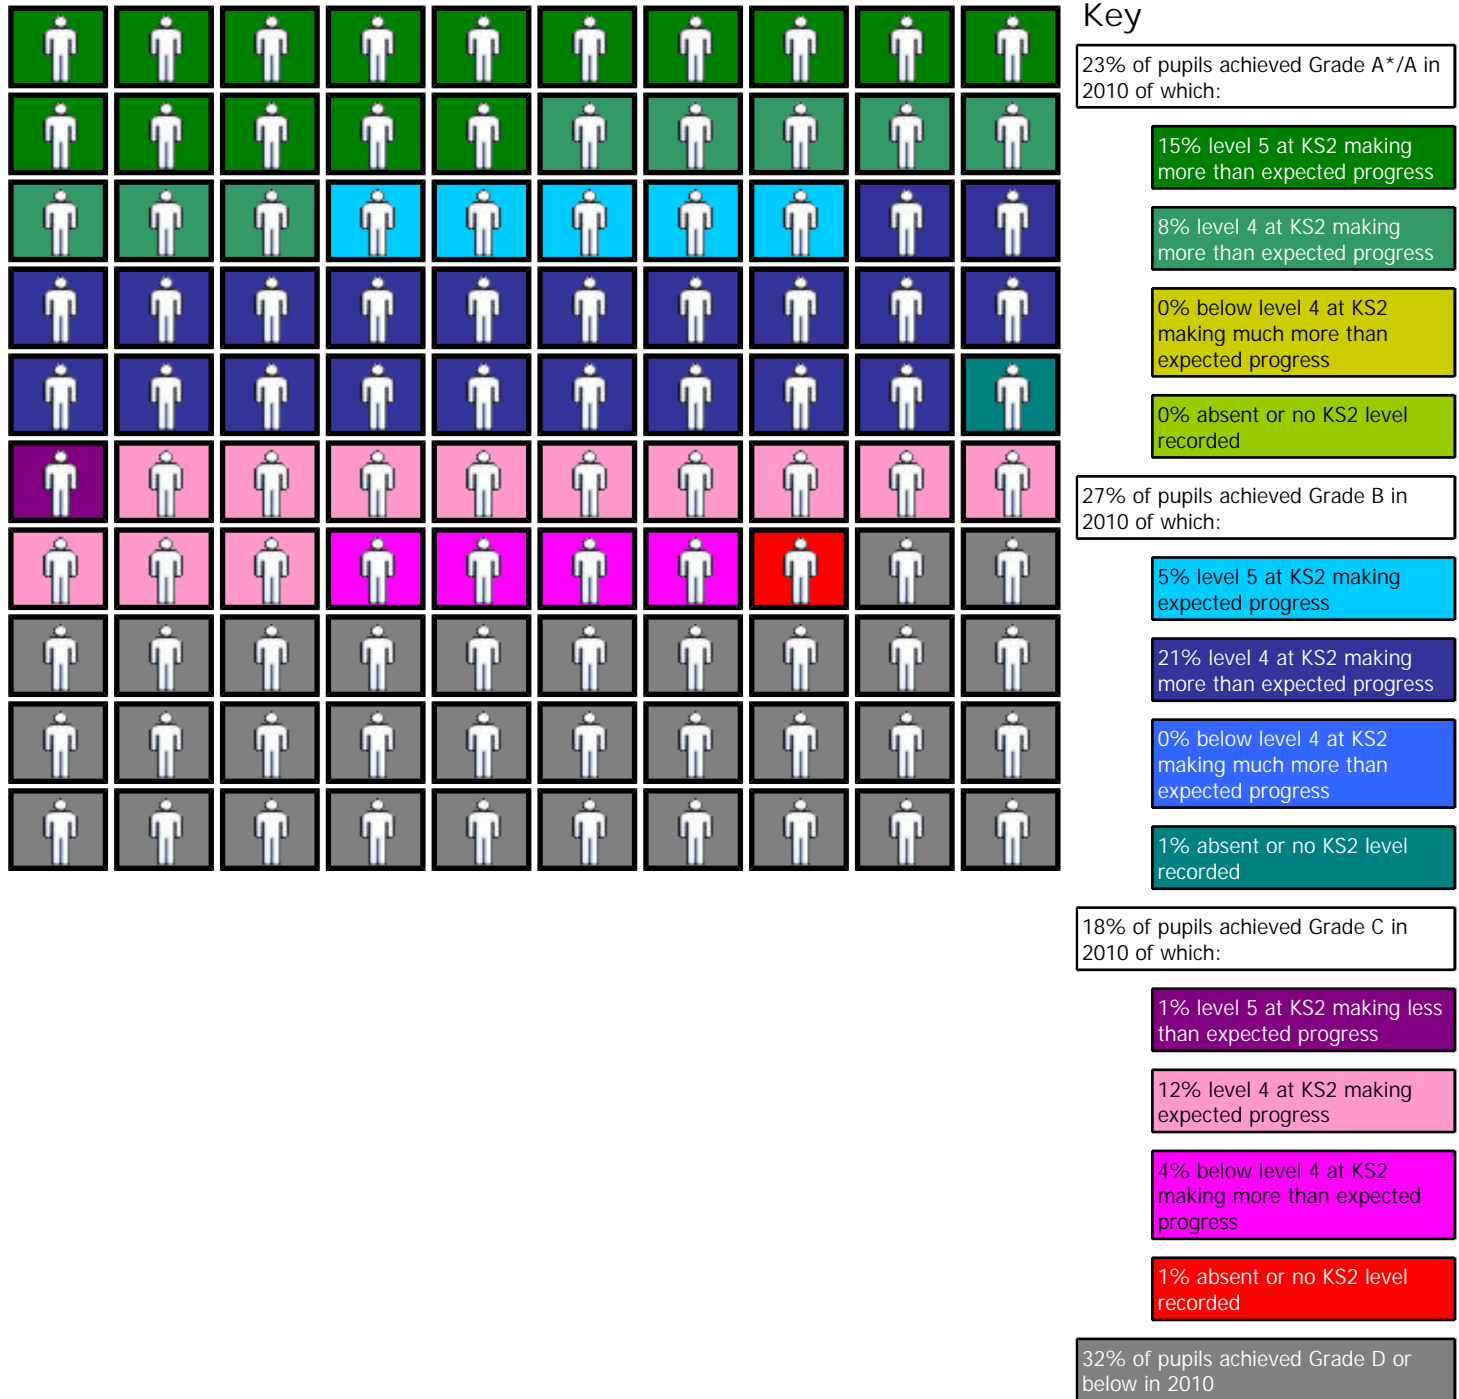 Key
23% of pupils achieved Grade A*/A in
2010 of which:
15% level 5 at KS2 making
more than expected progress
8% level 4 at KS2 making
more than expected progress
0% below level 4 at KS2
making much more than
expected progress
0% absent or no KS2 level
recorded
27% of pupils achieved Grade B in
2010 of which:
5% level 5 at KS2 making
expected progress
21% level 4 at KS2 making
more than expected progress
0% below level 4 at KS2
making much more than
expected progress
1% absent or no KS2 level
recorded
18% of pupils achieved Grade C in
2010 of which:
1% level 5 at KS2 making less
than expected progress
12% level 4 at KS2 making
expected progress
4% below level 4 at KS2
making more than expected
progress
1% absent or no KS2 level
recorded
32% of pupils achieved Grade D or
below in 2010